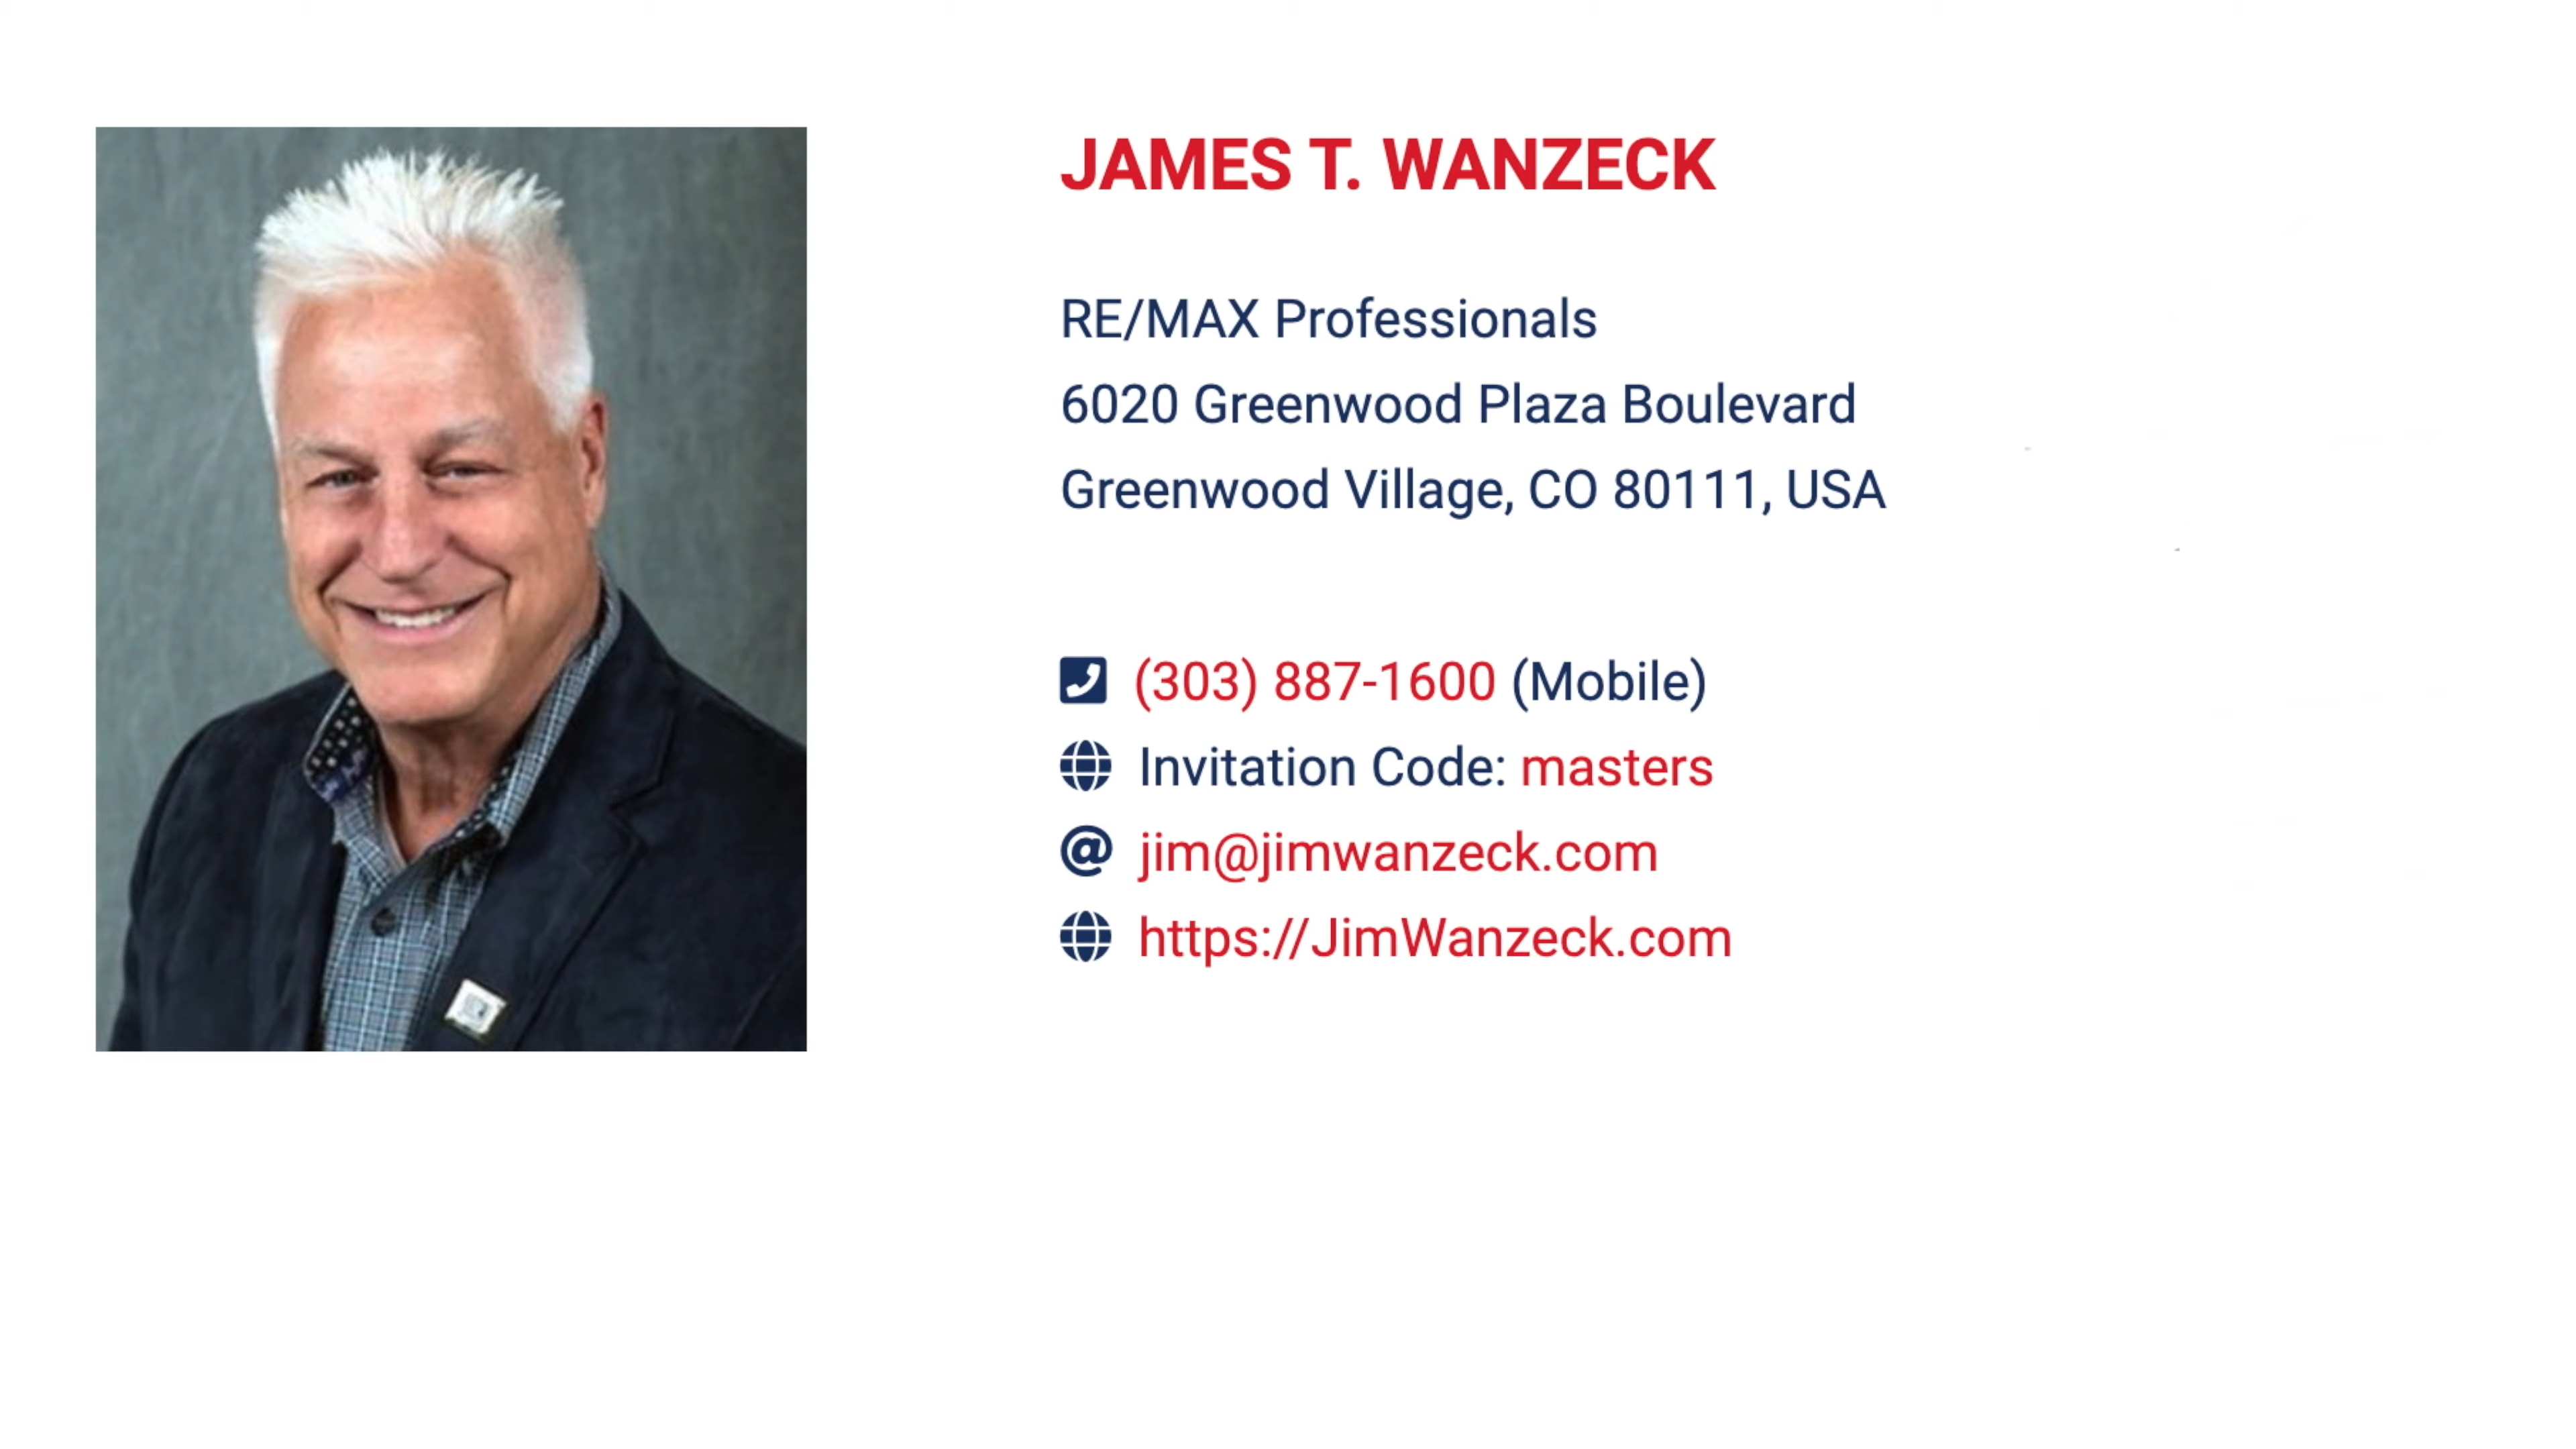 JAMES T. WANZECK
RE/MAX Professionals
6020 Greenwood Plaza Boulevard
Greenwood Village, CO 80111, USA
(303) 887-1600 (Mobile)
Invitation Code: masters
jim@jimwanzeck.com
https://JimWanzeck.com